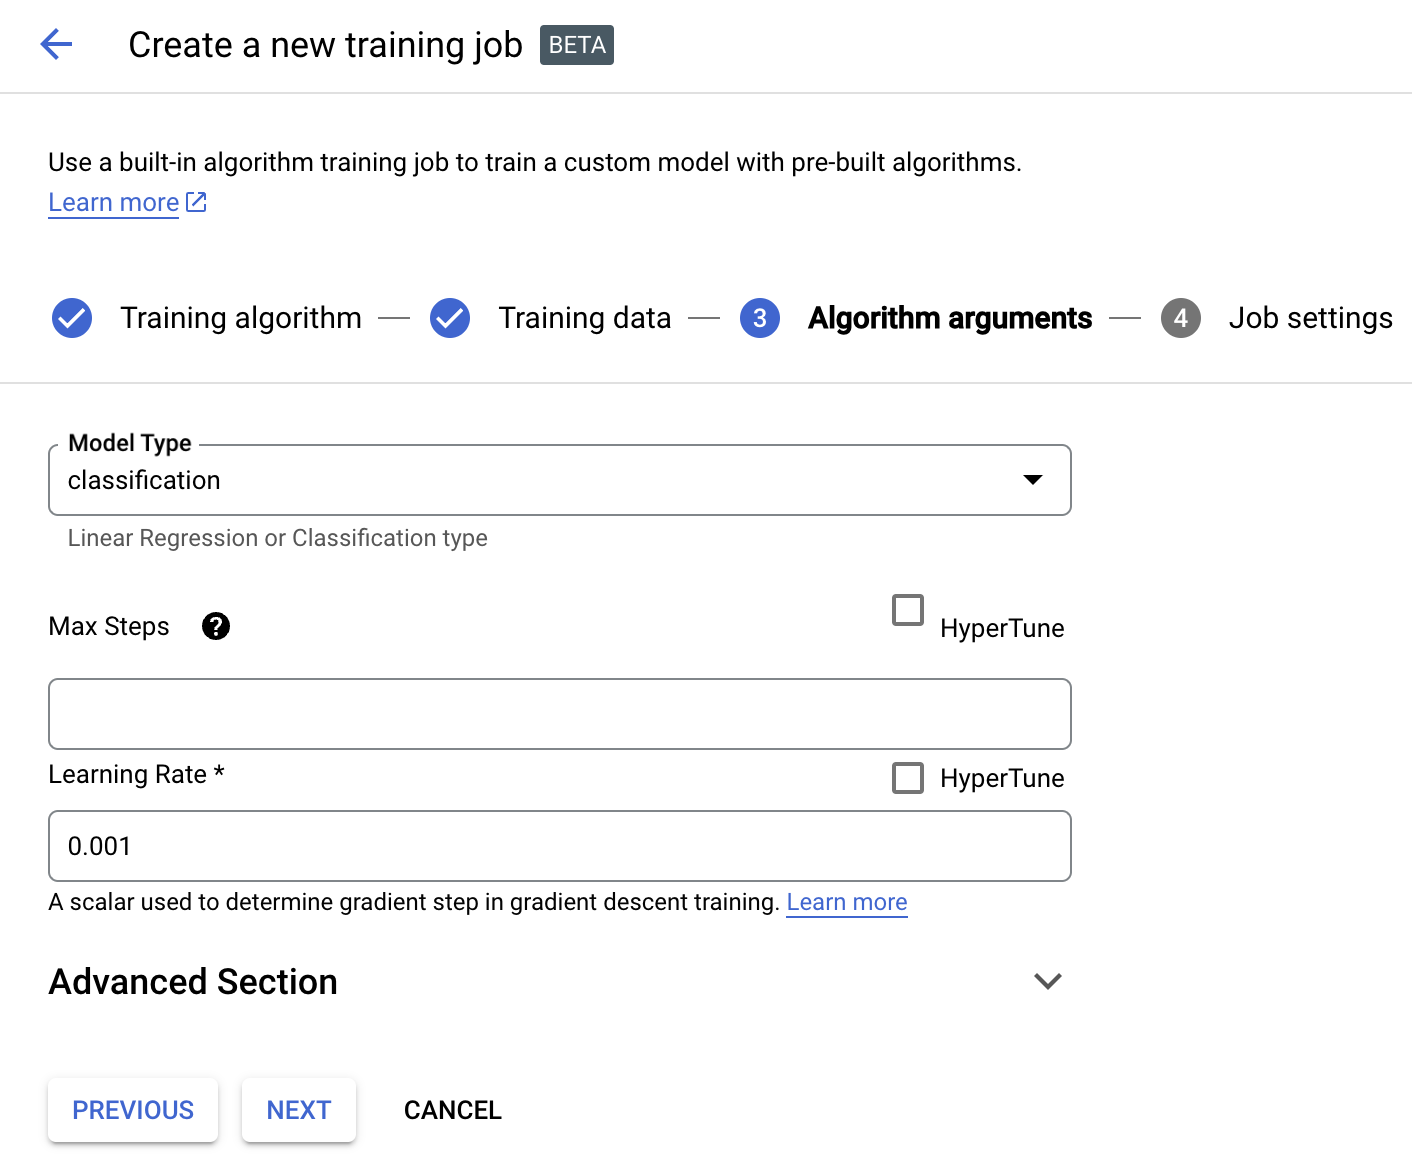 Create a new training job BETA
Use a built-in algorithm training job to train a custom model with pre-built algorithms.
Learn more
Training algorithm Training data 3 Algorithm arguments 4 Job settings
Model Type
classification
Linear Regression or Classification type
Max Steps ? HyperTune
Learning Rate * HyperTune
0.001
A scalar used to determine gradient step in gradient descent training. Learn more
Advanced Section
PREVIOUS NEXT CANCEL